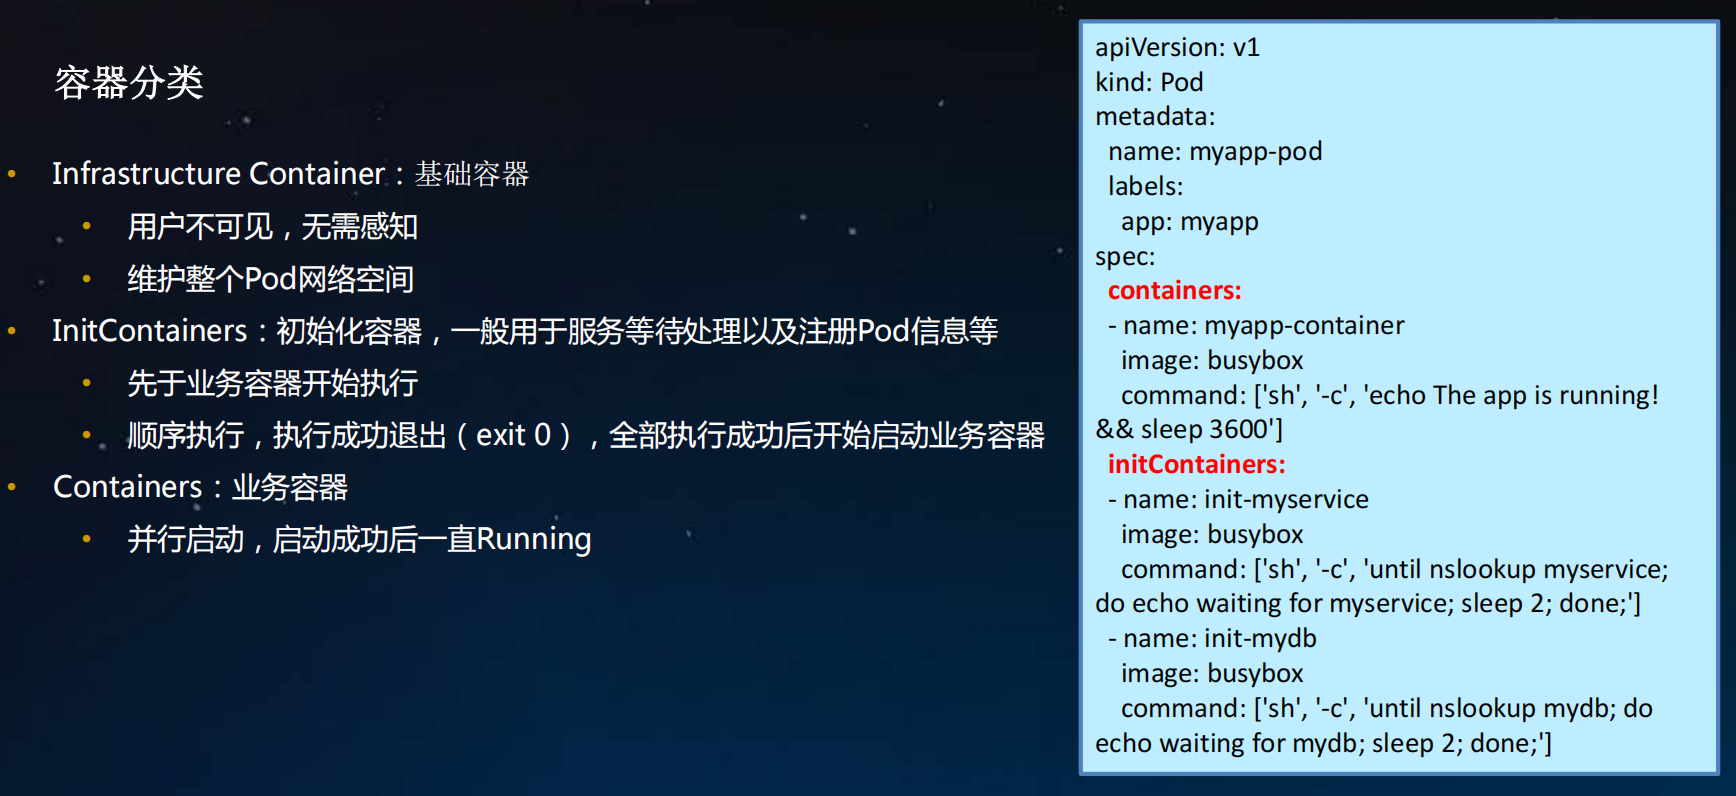 容器分类
• Infrastructure Container：基础容器
• 用户不可见，无需感知
• 维护整个Pod网络空间
• InitContainers：初始化容器，一般用于服务等待处理以及注册Pod信息等
• 先于业务容器开始执行
• 顺序执行，执行成功退出（exit 0），全部执行成功后开始启动业务容器
• Containers：业务容器
• 并行启动，启动成功后一直Running
apiVersion: v1
kind: Pod
metadata:
  name: myapp-pod
  labels:
    app: myapp
spec:
  containers:
  - name: myapp-container
    image: busybox
    command: ['sh', '-c', 'echo The app is running!
&& sleep 3600']
  initContainers:
  - name: init-myservice
    image: busybox
    command: ['sh', '-c', 'until nslookup myservice;
do echo waiting for myservice; sleep 2; done;']
  - name: init-mydb
    image: busybox
    command: ['sh', '-c', 'until nslookup mydb; do
echo waiting for mydb; sleep 2; done;']